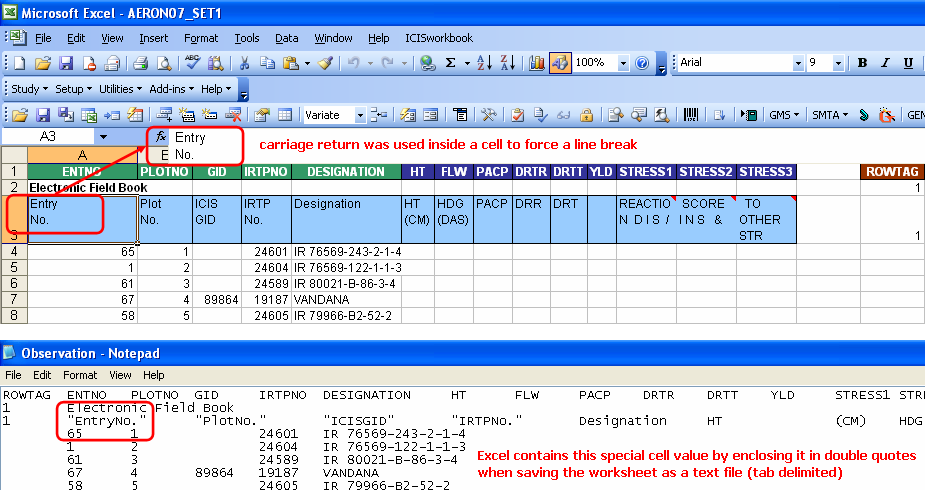 Microsoft Excel - AERON07_SET1
File Edit View Insert Format Tools Data Window Help ICISworkbook
100% Arial 9 B I U
Study Setup Utilities Add-ins Help
Variate GMS SMTA GEN
A3 fx Entry
E No.
carriage return was used inside a cell to force a line break
A
1 ENTNO PLOTNO GID IRTPNO DESIGNATION HT FLW PACP DRTR DRTT YLD STRESS1 STRESS2 STRESS3 ROWTAG
2 Electronic Field Book 1
Entry Plot ICIS IRTP Designation HT HDG PACP DRR DRT REACTIO SCORE TO
No. No. GID No. (CM) (DAS) N D I S / I N S & OTHER
3 STR 1
4 65 1 24601 IR 76569-243-2-1-4
5 1 2 24604 IR 76569-122-1-1-3
6 61 3 24589 IR 80021-B-86-3-4
7 67 4 89864 19187 VANDANA
8 58 5 24605 IR 79966-B2-52-2
Observation - Notepad
File Edit Format View Help
ROWTAG ENTNO PLOTNO GID IRTPNO DESIGNATION HT FLW PACP DRTR DRTT YLD STRESS1 STRE
1 Electronic Field Book
1 "EntryNo." "PlotNo." "ICISGID" "IRTPNo." Designation HT (CM) HDG
65 1 24601 IR 76569-243-2-1-4
1 2 24604 IR 76569-122-1-1-3
61 3 24589 IR 80021-B-86-3-4
67 4 89864 19187 VANDANA
58 5 24605 IR 79966-B2-52-2
Excel contains this special cell value by enclosing it in double quotes
when saving the worksheet as a text file (tab delimited)